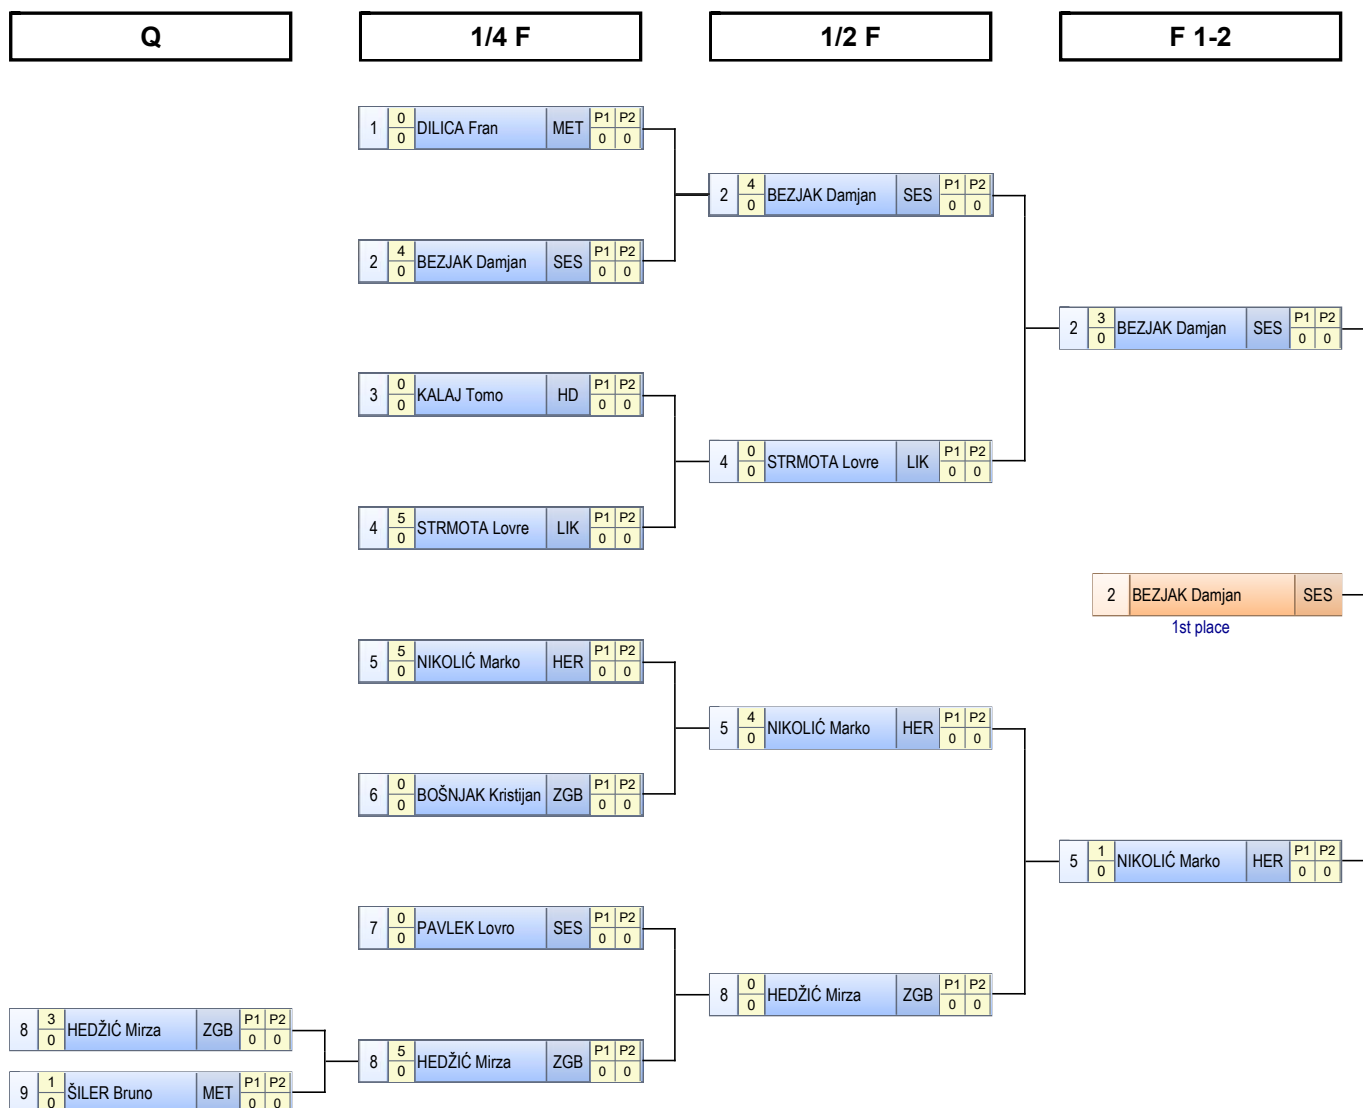 Q 1/4 F 1/2 F F 1-2
1 0 0 DILICA Fran MET P1 P2 0 0
2 4 0 BEZJAK Damjan SES P1 P2 0 0
2 4 0 BEZJAK Damjan SES P1 P2 0 0
2 3 0 BEZJAK Damjan SES P1 P2 0 0
3 0 0 KALAJ Tomo HD P1 P2 0 0
4 0 0 STRMOTA Lovre LIK P1 P2 0 0
4 5 0 STRMOTA Lovre LIK P1 P2 0 0
2 BEZJAK Damjan SES
1st place
5 5 0 NIKOLIĆ Marko HER P1 P2 0 0
5 4 0 NIKOLIĆ Marko HER P1 P2 0 0
6 0 0 BOŠNJAK Kristijan ZGB P1 P2 0 0
5 1 0 NIKOLIĆ Marko HER P1 P2 0 0
7 0 0 PAVLEK Lovro SES P1 P2 0 0
8 0 0 HEDŽIĆ Mirza ZGB P1 P2 0 0
8 3 0 HEDŽIĆ Mirza ZGB P1 P2 0 0
8 5 0 HEDŽIĆ Mirza ZGB P1 P2 0 0
9 1 0 ŠILER Bruno MET P1 P2 0 0